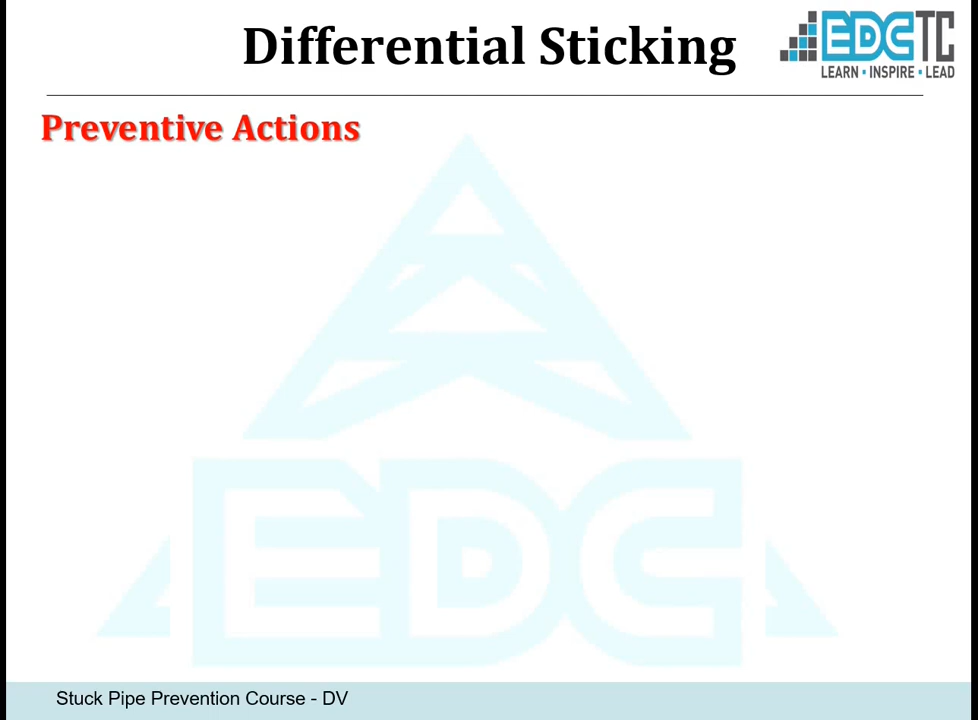 Differential Sticking
EDCTC
LEARN · INSPIRE · LEAD
Preventive Actions
EDC
Stuck Pipe Prevention Course - DV